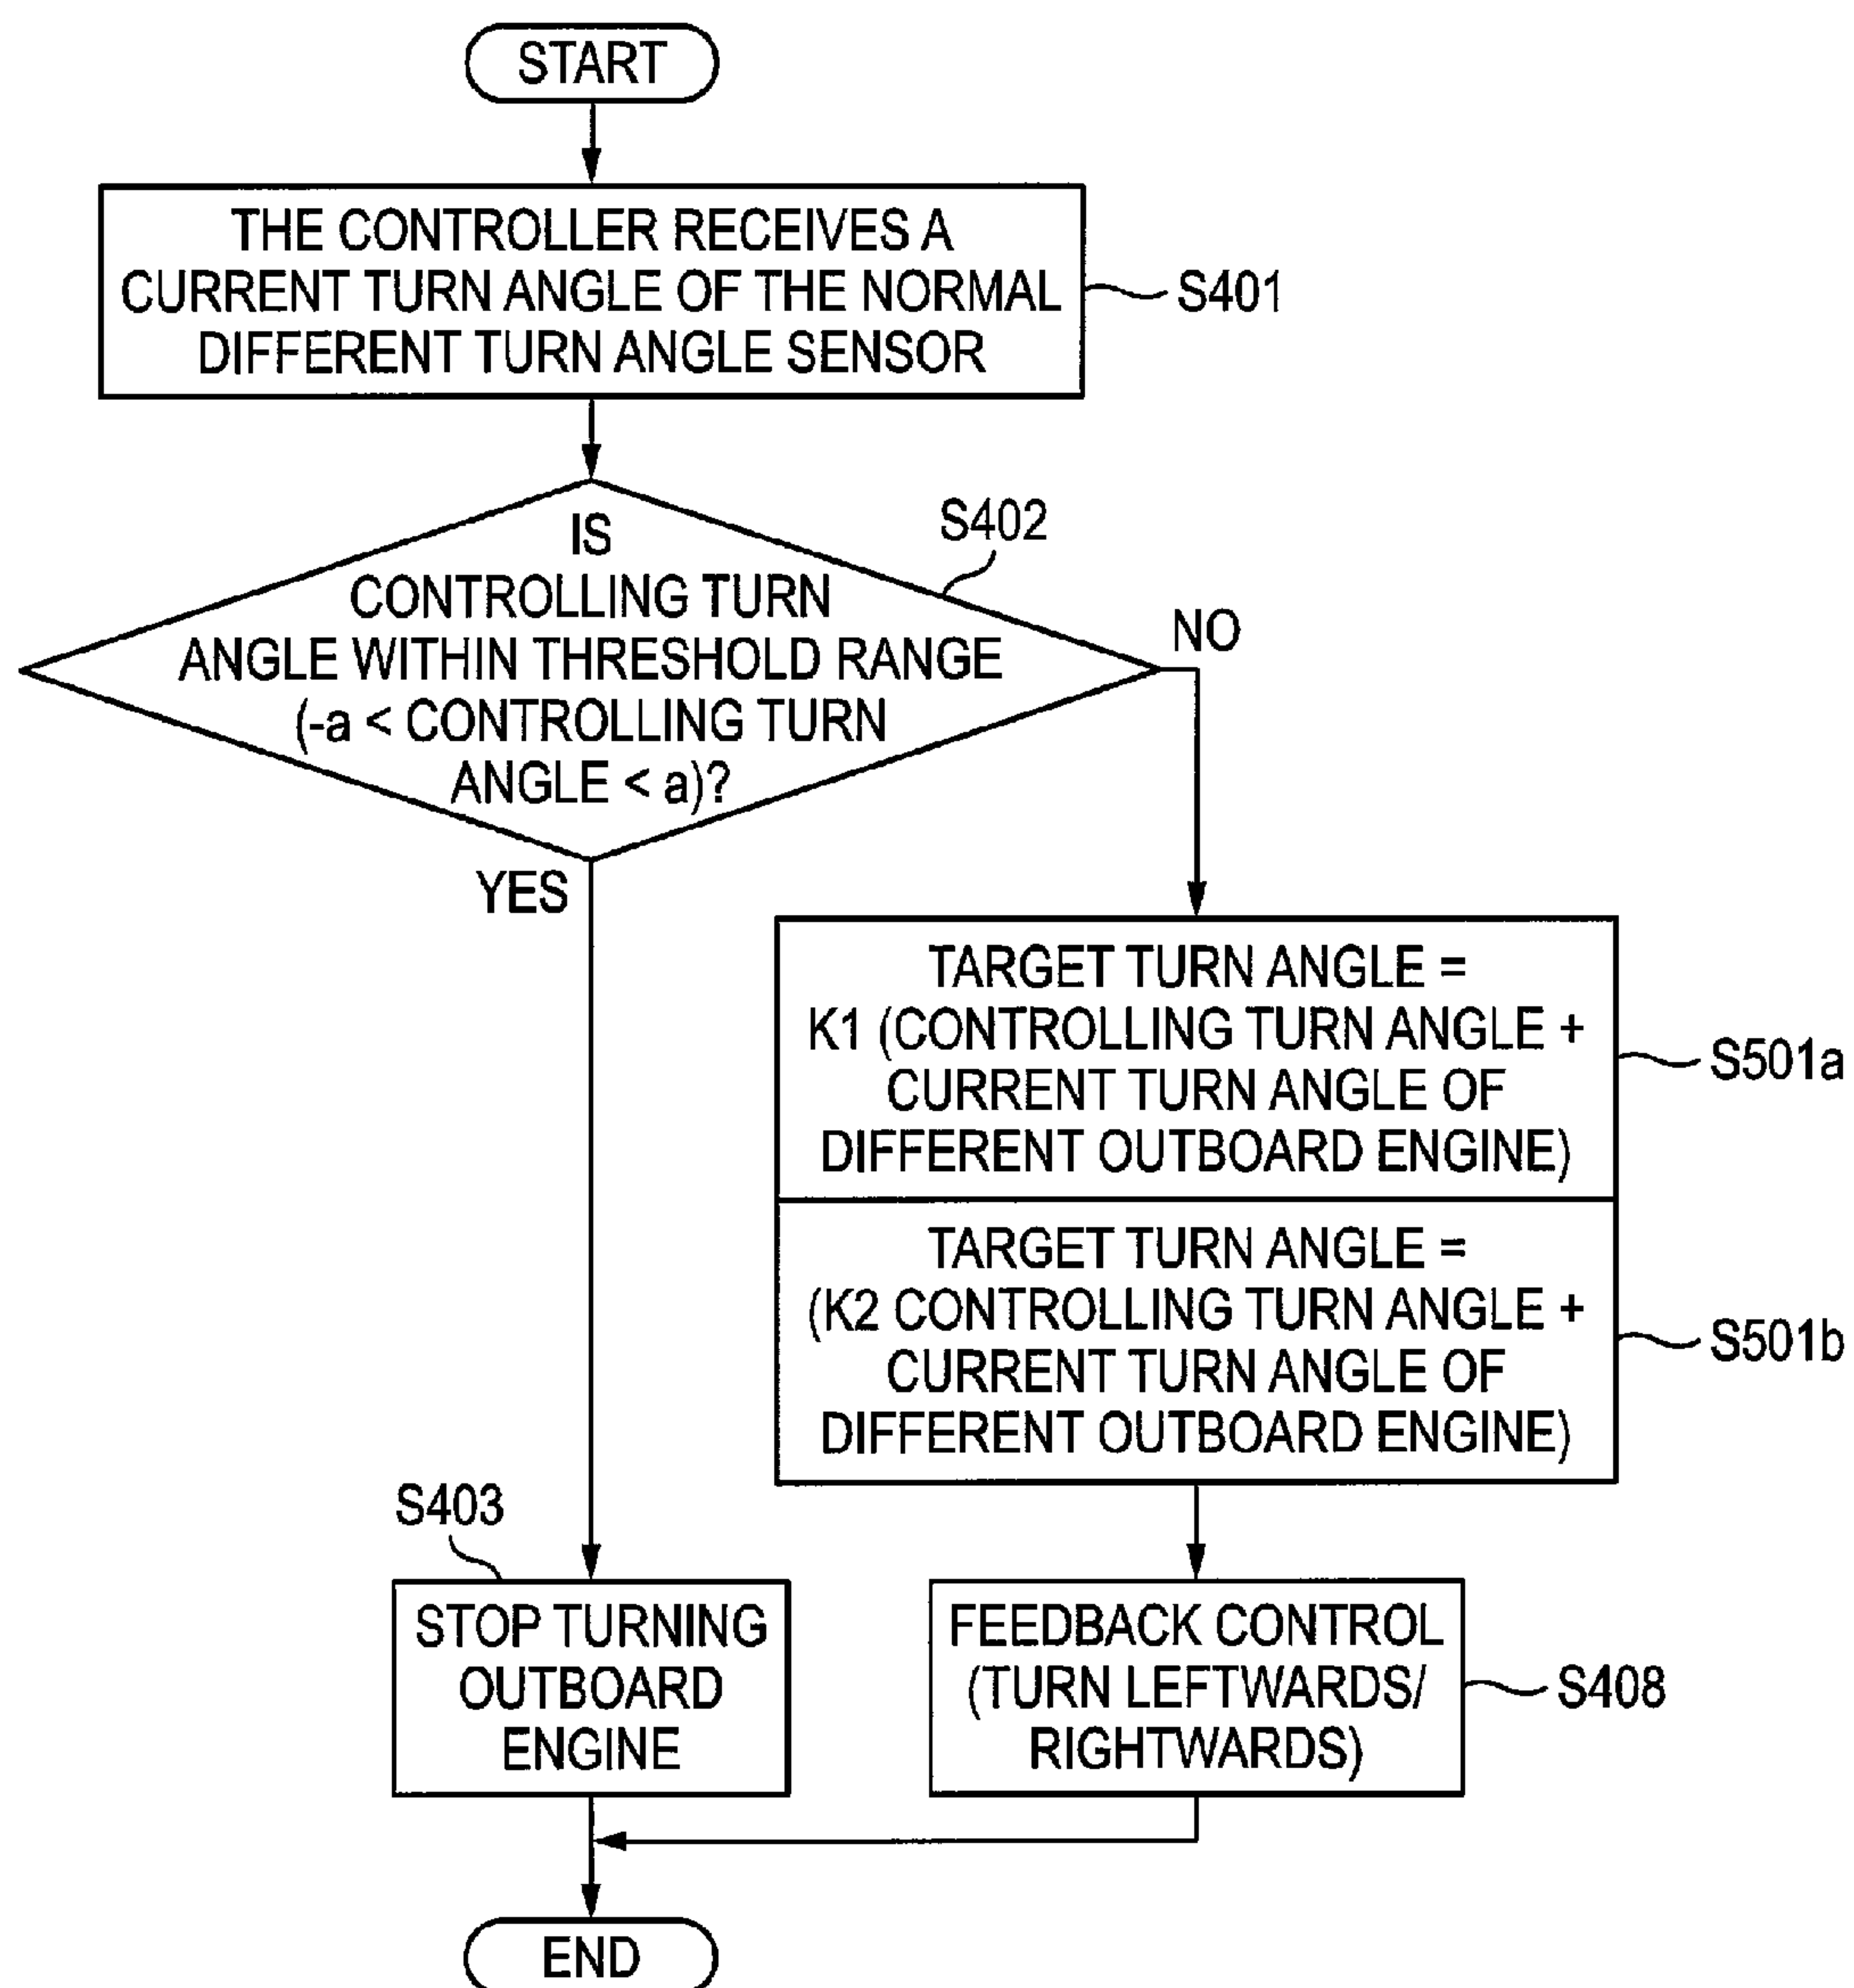 START
THE CONTROLLER RECEIVES A
CURRENT TURN ANGLE OF THE NORMAL
DIFFERENT TURN ANGLE SENSOR
S401
IS
CONTROLLING TURN
ANGLE WITHIN THRESHOLD RANGE
(-a < CONTROLLING TURN
ANGLE < a)?
S402
NO
YES
TARGET TURN ANGLE =
K1 (CONTROLLING TURN ANGLE +
CURRENT TURN ANGLE OF
DIFFERENT OUTBOARD ENGINE)
S501a
TARGET TURN ANGLE =
(K2 CONTROLLING TURN ANGLE +
CURRENT TURN ANGLE OF
DIFFERENT OUTBOARD ENGINE)
S501b
S403
STOP TURNING
OUTBOARD
ENGINE
FEEDBACK CONTROL
(TURN LEFTWARDS/
RIGHTWARDS)
S408
END